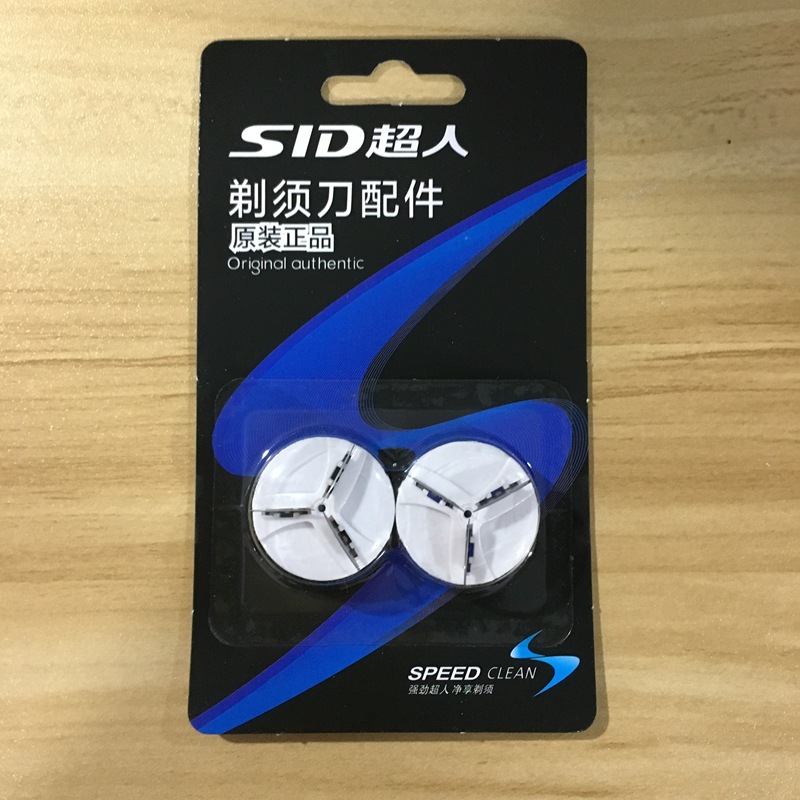 SID超人
剃须刀配件
原装正品
Original authentic
SPEED CLEAN
强劲超人净享剃须